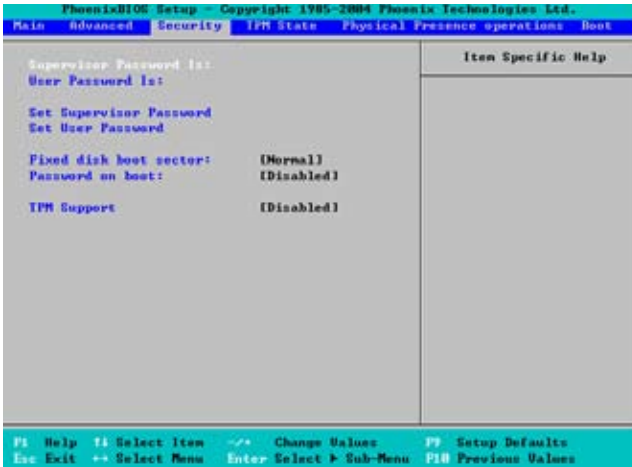 PhoenixBIOS Setup - Copyright 1985-2004 Phoenix Technologies Ltd.
Main Advanced Security TPM State Physical Presence operations Boot
Item Specific Help
Supervisor Password Is:
User Password Is:
Set Supervisor Password
Set User Password
Fixed disk boot sector: [Normal]
Password on boot: [Disabled]
TPM Support [Disabled]
F1 Help ↑↓ Select Item -/+ Change Values F9 Setup Defaults
Esc Exit ↔ Select Menu Enter Select ▶ Sub-Menu F10 Previous Values